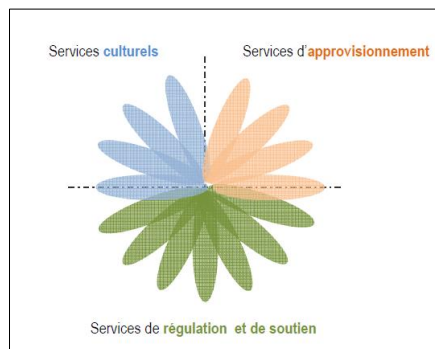 Services culturels
Services d'approvisionnement
Services de régulation et de soutien